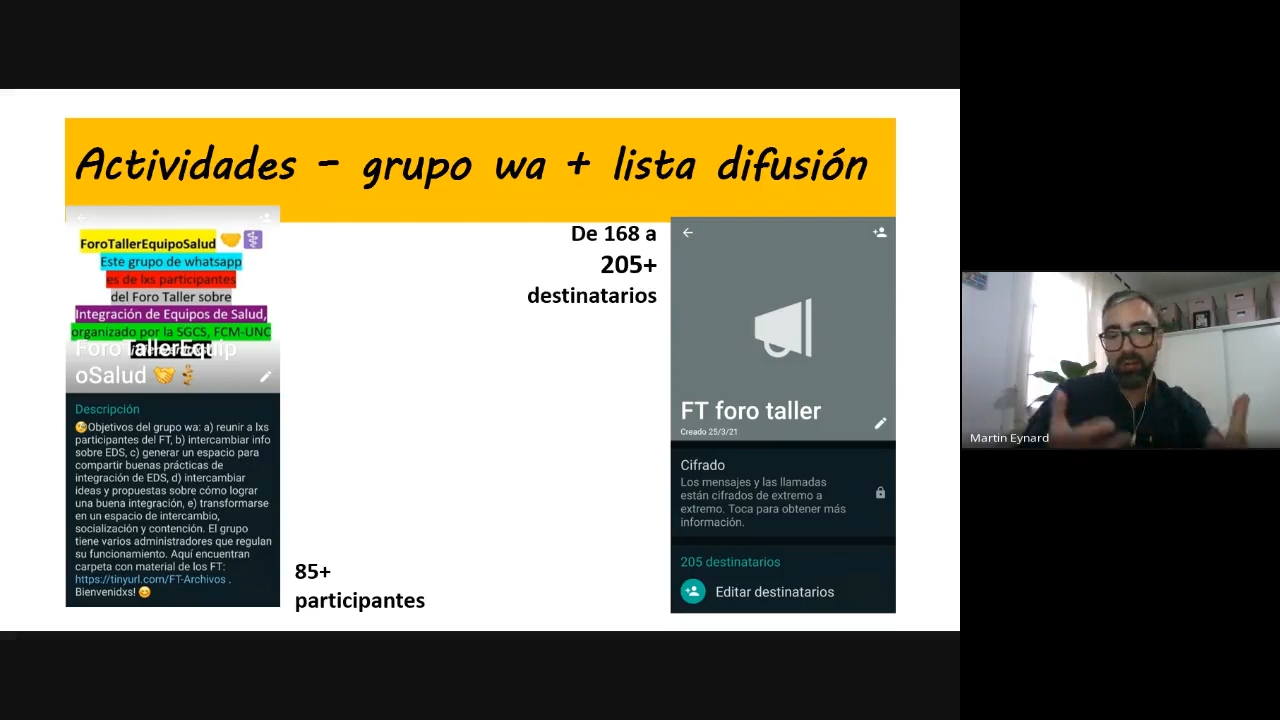 Actividades - grupo wa + lista difusión
ForoTallerEquipoSalud
Este grupo de whatsapp
es de lxs participantes
del Foro Taller sobre
Integración de Equipos de Salud,
organizado por la SGCS, FCM-UNC
ForoTallerEquip
oSalud 🤝⚕️
Descripción
🧐Objetivos del grupo wa: a) reunir a lxs
participantes del FT, b) intercambiar info
sobre EDS, c) generar un espacio para
compartir buenas prácticas de
integración de EDS, d) intercambiar
ideas y propuestas sobre cómo lograr
una buena integración, e) transformarse
en un espacio de intercambio,
socialización y contención. El grupo
tiene varios administradores que regulan
su funcionamiento. Aquí encuentran
carpeta con material de los FT:
https://tinyurl.com/FT-Archivos .
Bienvenidxs! 😊
85+
participantes
De 168 a
205+
destinatarios
FT foro taller
Creado 25/3/21
Cifrado
Los mensajes y las llamadas
están cifrados de extremo a
extremo. Toca para obtener más
información.
205 destinatarios
Editar destinatarios
Martin Eynard